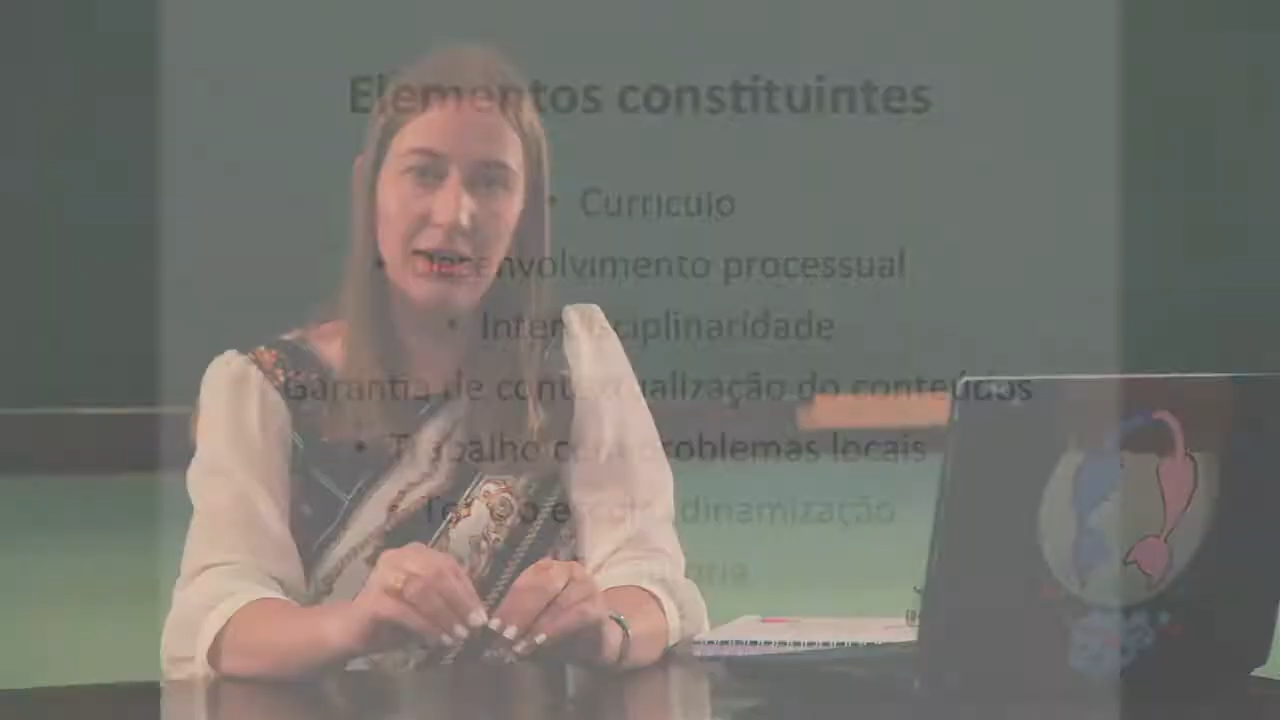 Elementos constituintes
• Currículo
• Desenvolvimento processual
• Interdisciplinaridade
Garantia de contextualização do conteúdos
• Trabalho com problemas locais
• dinamização